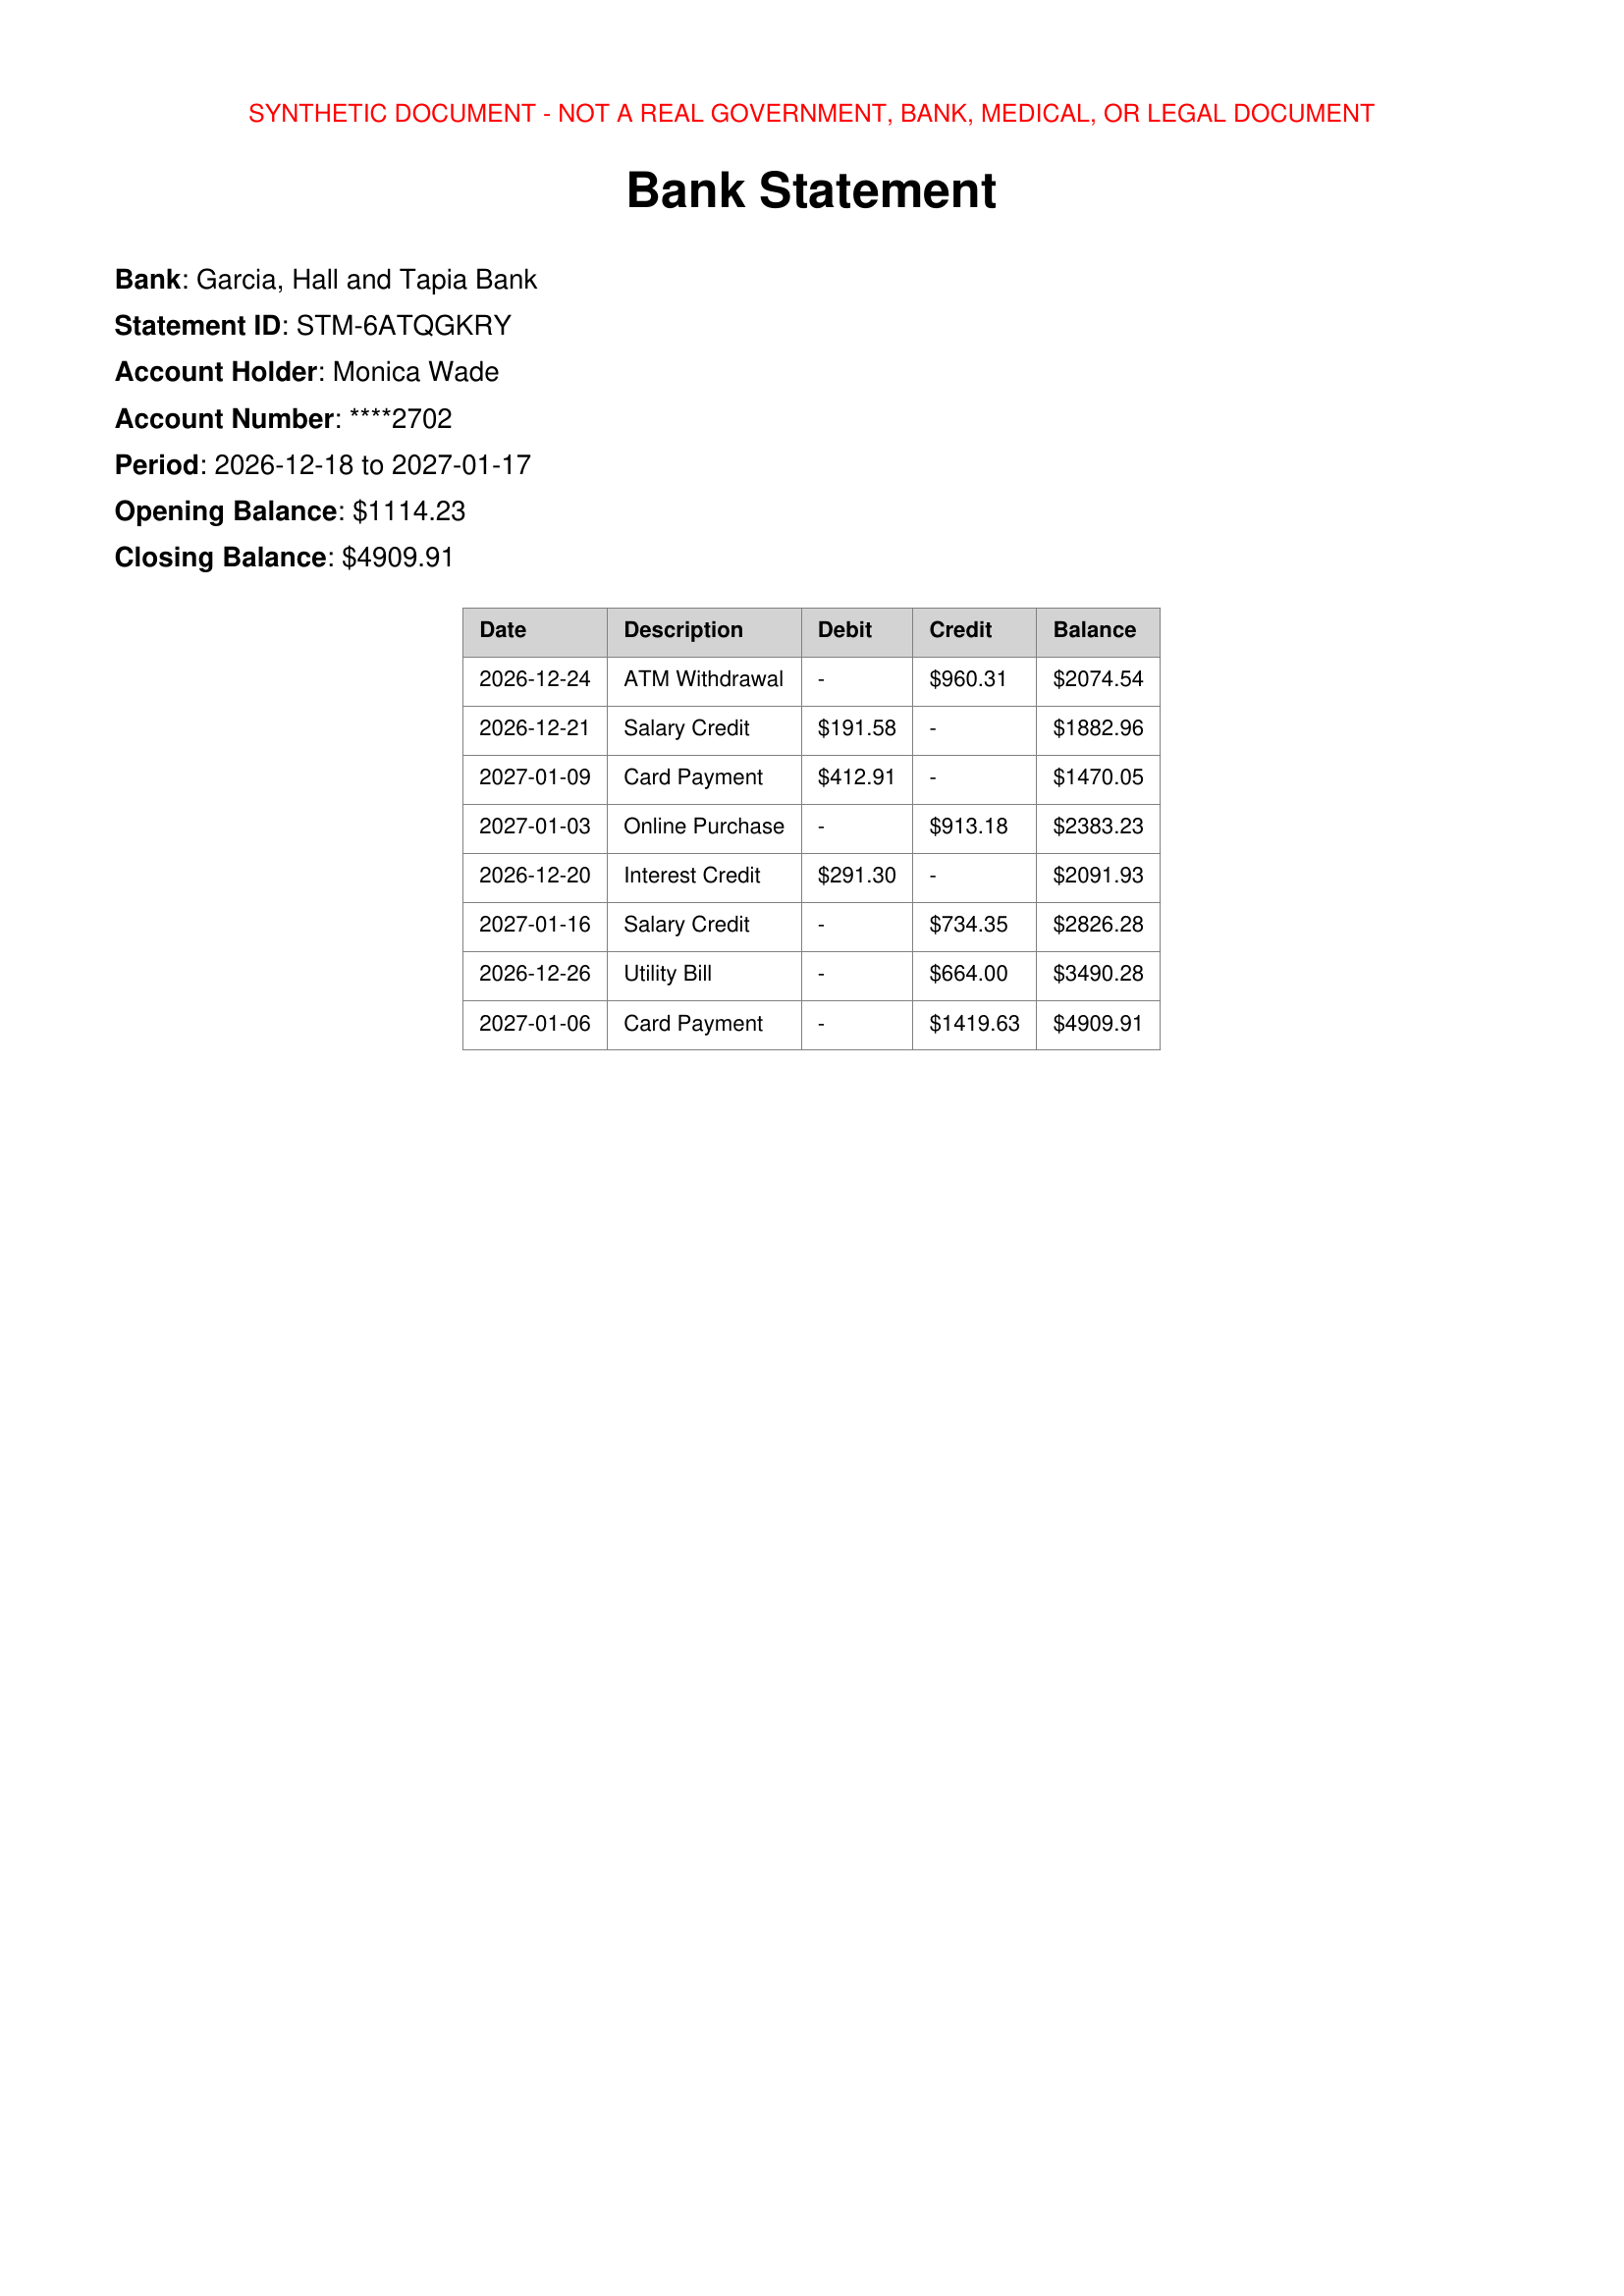 SYNTHETIC DOCUMENT - NOT A REAL GOVERNMENT, BANK, MEDICAL, OR LEGAL DOCUMENT
Bank Statement
Bank: Garcia, Hall and Tapia Bank
Statement ID: STM-6ATQGKRY
Account Holder: Monica Wade
Account Number: ****2702
Period: 2026-12-18 to 2027-01-17
Opening Balance: $1114.23
Closing Balance: $4909.91
Date Description Debit Credit Balance
2026-12-24 ATM Withdrawal - $960.31 $2074.54
2026-12-21 Salary Credit $191.58 - $1882.96
2027-01-09 Card Payment $412.91 - $1470.05
2027-01-03 Online Purchase - $913.18 $2383.23
2026-12-20 Interest Credit $291.30 - $2091.93
2027-01-16 Salary Credit - $734.35 $2826.28
2026-12-26 Utility Bill - $664.00 $3490.28
2027-01-06 Card Payment - $1419.63 $4909.91